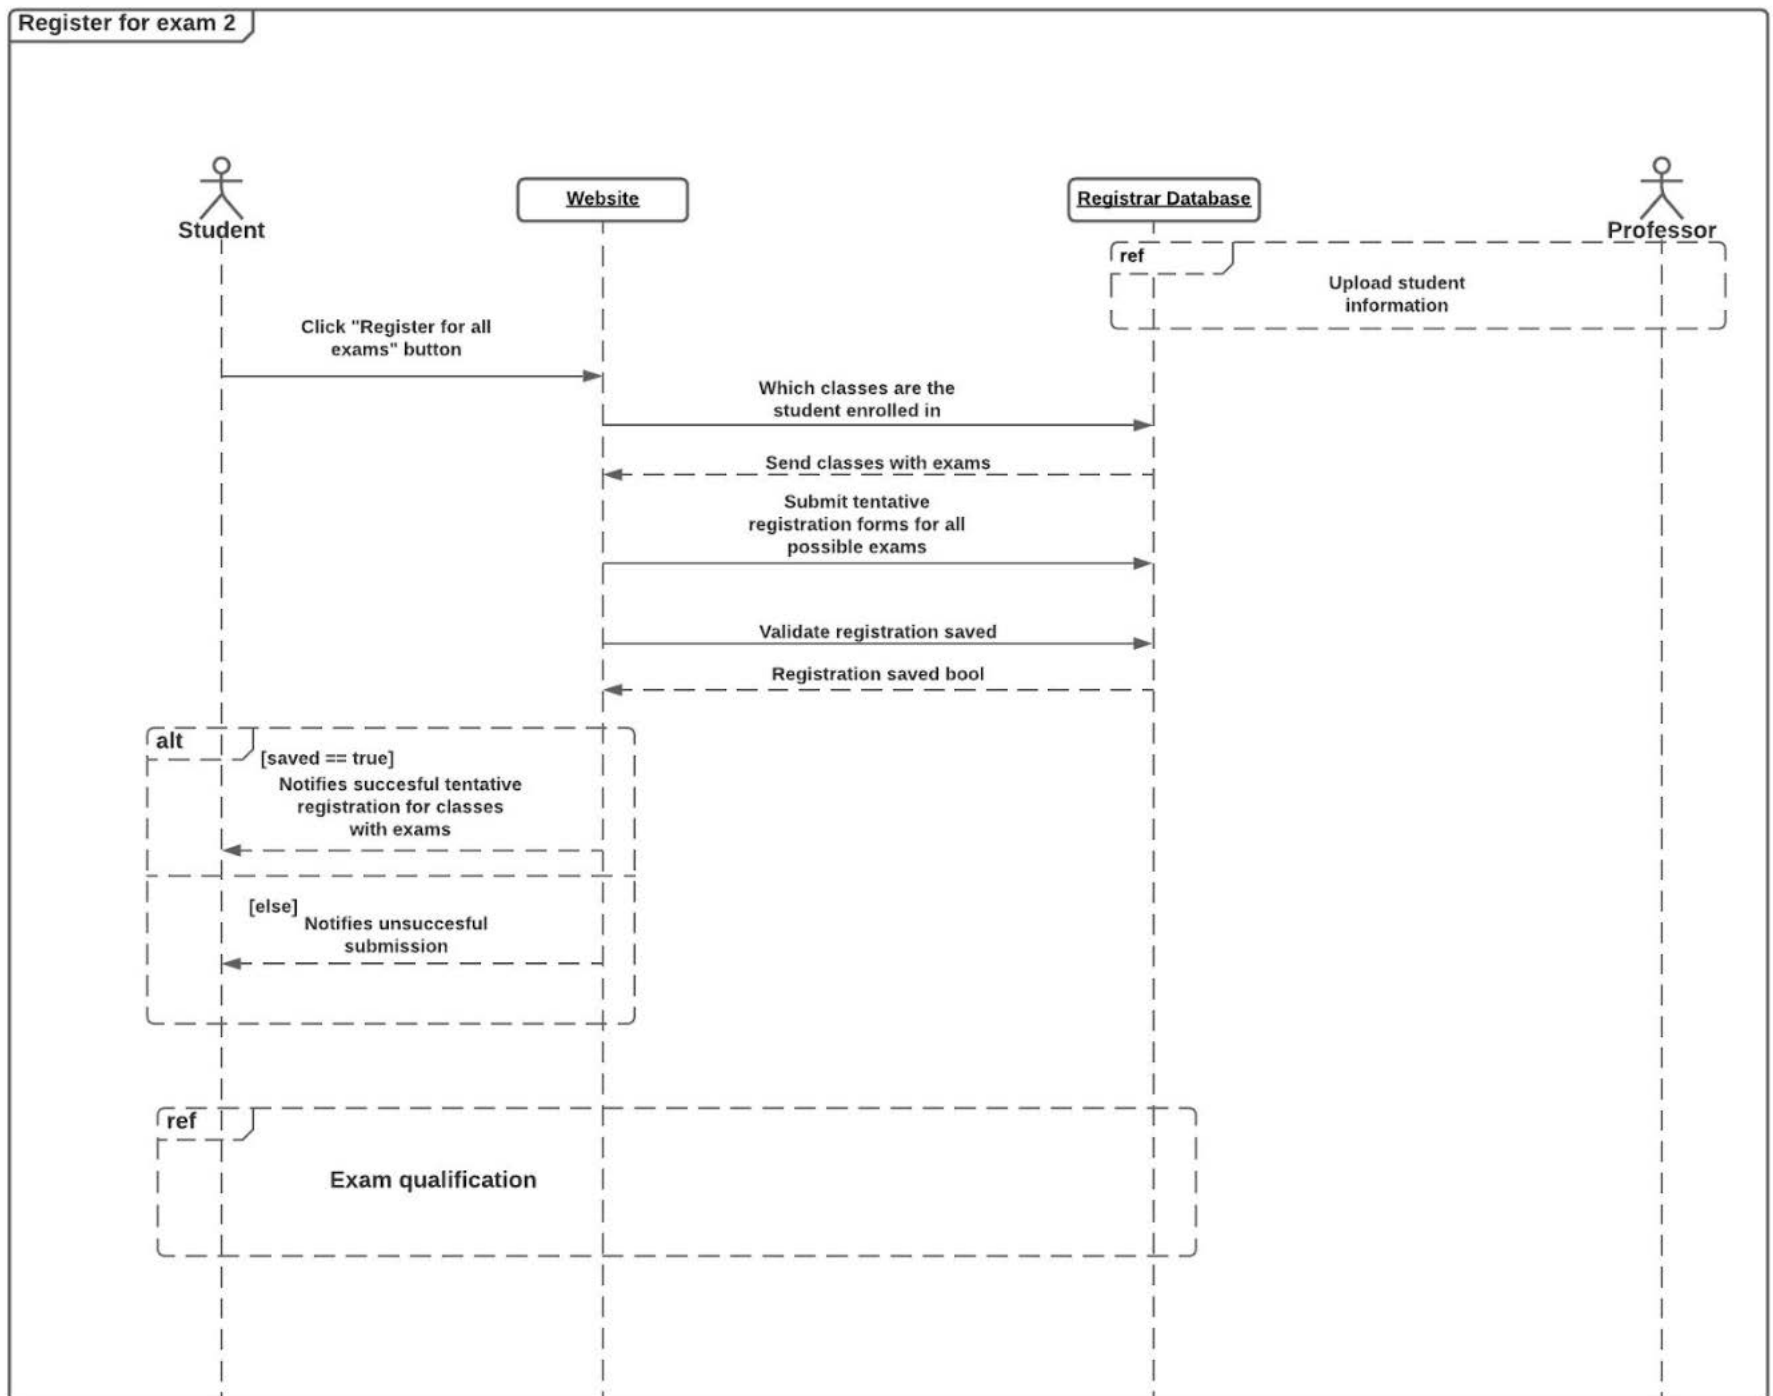 Register for exam 2
Student
Website
Registrar Database
Professor
ref
Upload student
information
Click "Register for all
exams" button
Which classes are the
student enrolled in
Send classes with exams
Submit tentative
registration forms for all
possible exams
Validate registration saved
Registration saved bool
alt
[saved == true]
Notifies succesful tentative
registration for classes
with exams
[else]
Notifies unsuccesful
submission
ref
Exam qualification